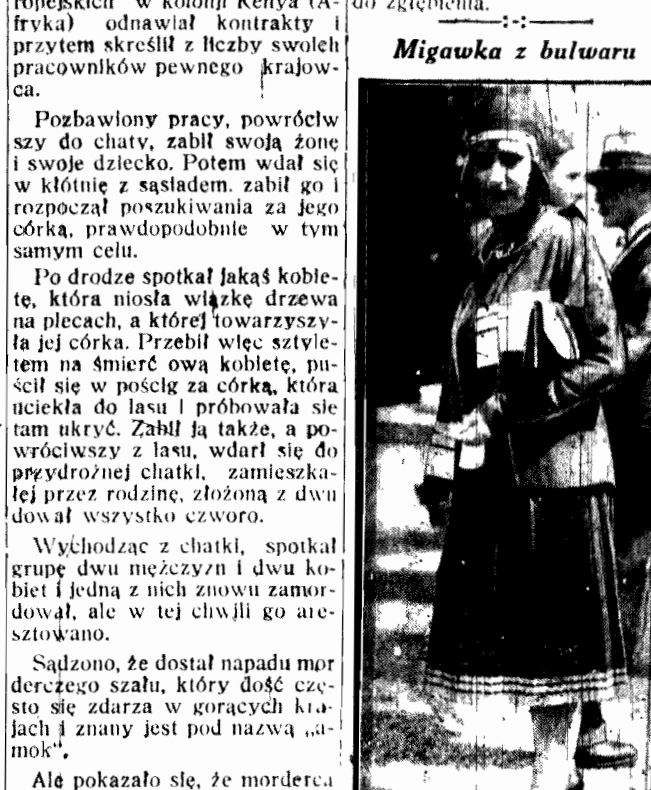 ropejskich w kolonji Kenya (A-
fryka) odnawiał kontrakty i
przytem skreślił z liczby swoich
pracowników pewnego krajow-
ca.
Pozbawiony pracy, powróciw
szy do chaty, zabił swoją żonę
i swoje dziecko. Potem wdał się
w kłótnię z sąsiadem. zabił go i
rozpoczął poszukiwania za jego
córką, prawdopodobnie w tym
samym celu.
Po drodze spotkał jakąś kobie-
tę, która niosła wiązkę drzewa
na plecach, a której towarzyszy-
ła jej córka. Przebił więc sztyle-
tem na śmierć ową kobietę, pu-
ścił się w pościg za córką, która
uciekła do lasu i próbowała sie
tam ukryć. Zabił ją także, a po-
wróciwszy z lasu, wdarł się do
przydrożnej chatki, zamieszka-
łej przez rodzinę, złożoną z dwu
dował wszystko czworo.
Wychodząc z chatki, spotkał
grupę dwu mężczyzn i dwu ko-
biet i jedną z nich znowu zamor-
dował, ale w tej chwili go are-
sztowano.
Sądzono, że dostał napadu mor
derczego szału, który dość czę-
sto się zdarza w gorących kra-
jach i znany jest pod nazwą „a-
mok".
Ale pokazało się, że morderca
do zgłębienia.
Migawka z bulwaru